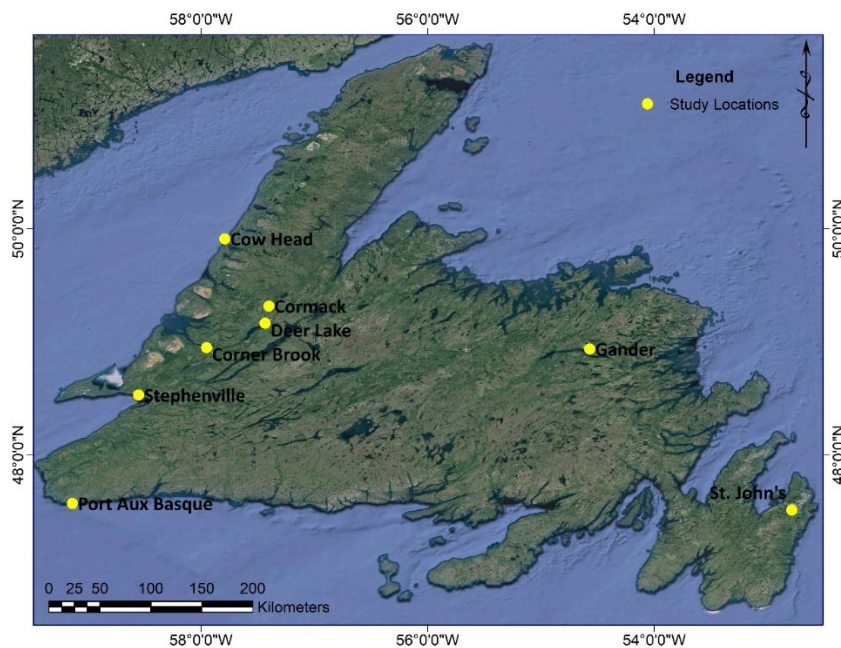 58°0'0"W
56°0'0"W
54°0'0"W
Legend
Study Locations
50°0'0"N
50°0'0"N
Cow Head
Cormack
Deer Lake
Corner Brook
Gander
Stephenville
48°0'0"N
48°0'0"N
St. John's
Port Aux Basque
0 25 50 100 150 200
Kilometers
58°0'0"W
56°0'0"W
54°0'0"W